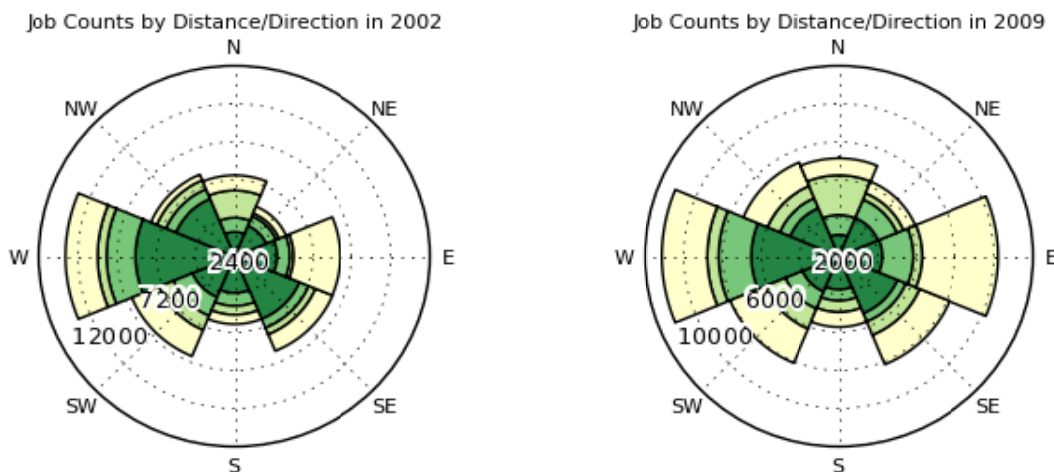 Job Counts by Distance/Direction in 2002
N
NW
NE
W
2400
E
7200
12000
SW
SE
S
Job Counts by Distance/Direction in 2009
N
NW
NE
W
2000
E
6000
10000
SW
SE
S